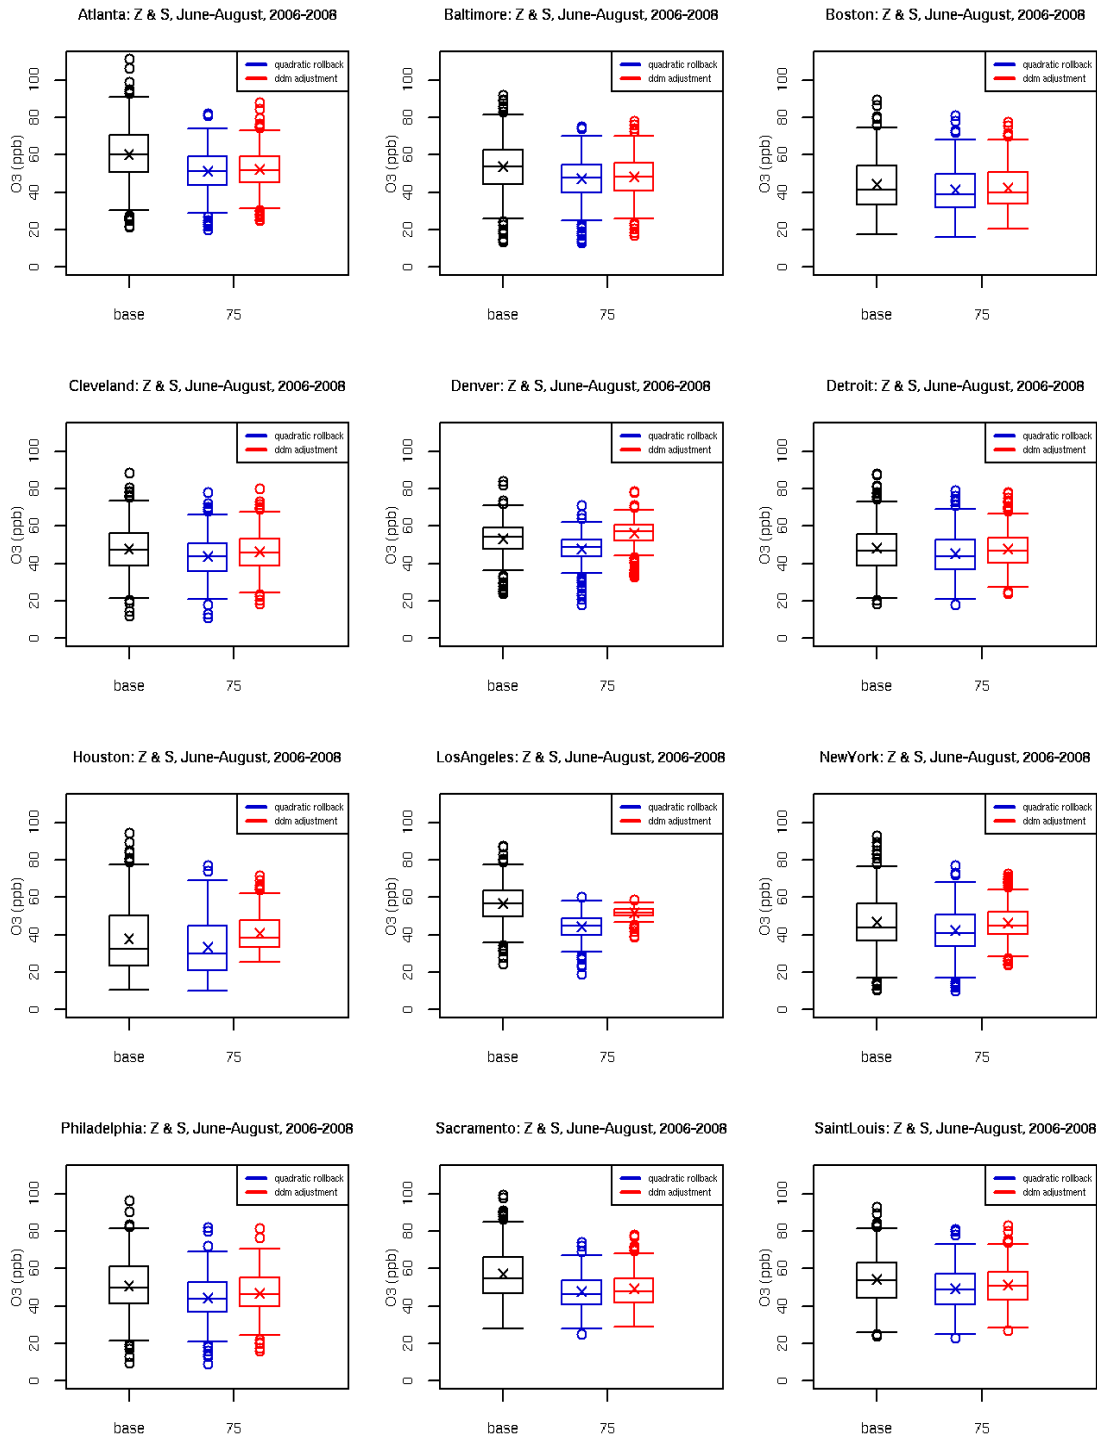 Atlanta: Z & S, June-August, 2006-2008
quadratic rollback
ddm adjustment
O3 (ppb)
0 20 40 60 80 100
base 75
Baltimore: Z & S, June-August, 2006-2008
quadratic rollback
ddm adjustment
O3 (ppb)
0 20 40 60 80 100
base 75
Boston: Z & S, June-August, 2006-2008
quadratic rollback
ddm adjustment
O3 (ppb)
0 20 40 60 80 100
base 75
Cleveland: Z & S, June-August, 2006-2008
quadratic rollback
ddm adjustment
O3 (ppb)
0 20 40 60 80 100
base 75
Denver: Z & S, June-August, 2006-2008
quadratic rollback
ddm adjustment
O3 (ppb)
0 20 40 60 80 100
base 75
Detroit: Z & S, June-August, 2006-2008
quadratic rollback
ddm adjustment
O3 (ppb)
0 20 40 60 80 100
base 75
Houston: Z & S, June-August, 2006-2008
quadratic rollback
ddm adjustment
O3 (ppb)
0 20 40 60 80 100
base 75
LosAngeles: Z & S, June-August, 2006-2008
quadratic rollback
ddm adjustment
O3 (ppb)
0 20 40 60 80 100
base 75
NewYork: Z & S, June-August, 2006-2008
quadratic rollback
ddm adjustment
O3 (ppb)
0 20 40 60 80 100
base 75
Philadelphia: Z & S, June-August, 2006-2008
quadratic rollback
ddm adjustment
O3 (ppb)
0 20 40 60 80 100
base 75
Sacramento: Z & S, June-August, 2006-2008
quadratic rollback
ddm adjustment
O3 (ppb)
0 20 40 60 80 100
base 75
SaintLouis: Z & S, June-August, 2006-2008
quadratic rollback
ddm adjustment
O3 (ppb)
0 20 40 60 80 100
base 75